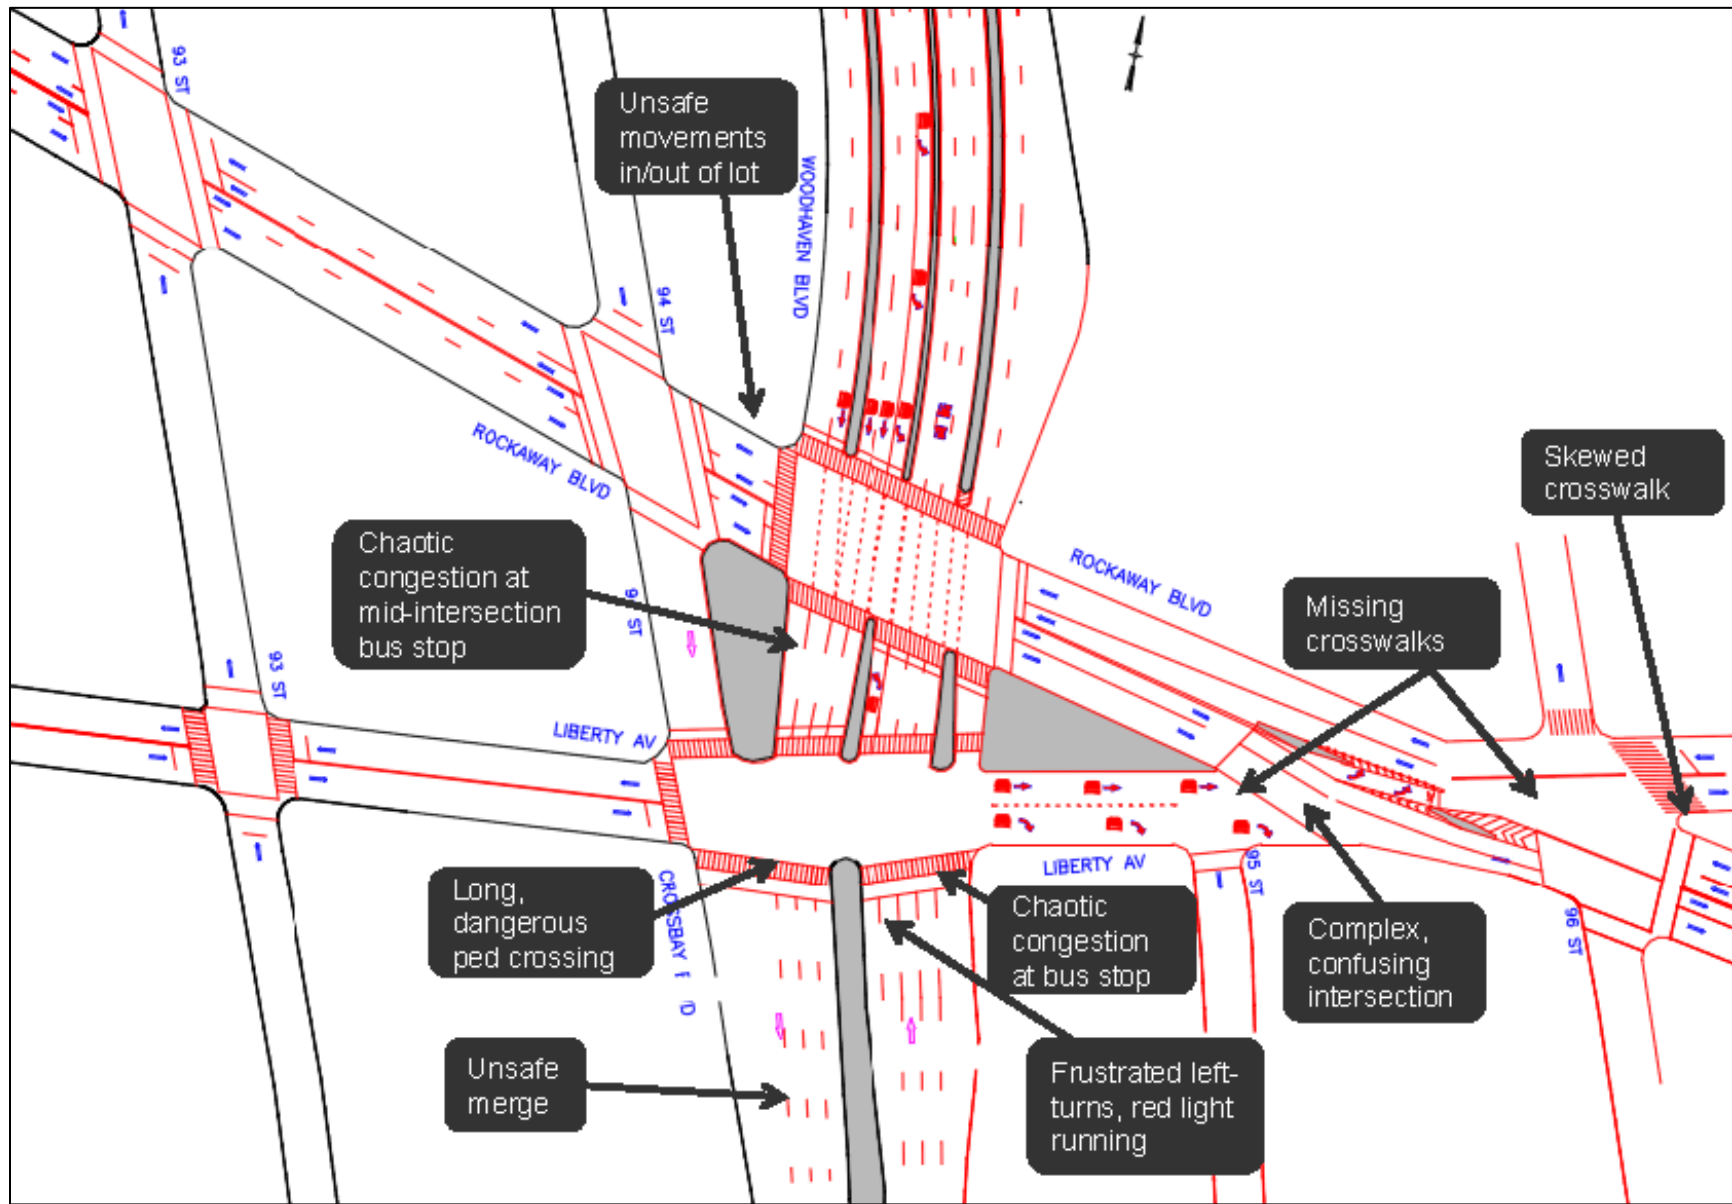 93 ST
Unsafe
movements
in/out of lot
WOODHAVEN BLVD
94 ST
ROCKAWAY BLVD
Skewed
crosswalk
Chaotic
congestion at
mid-intersection
bus stop
ROCKAWAY BLVD
Missing
crosswalks
93 ST
LIBERTY AV
LIBERTY AV
95 ST
Long,
dangerous
ped crossing
CROSSBAY
Chaotic
congestion
at bus stop
Complex,
confusing
intersection
96 ST
Unsafe
merge
Frustrated left-
turns, red light
running